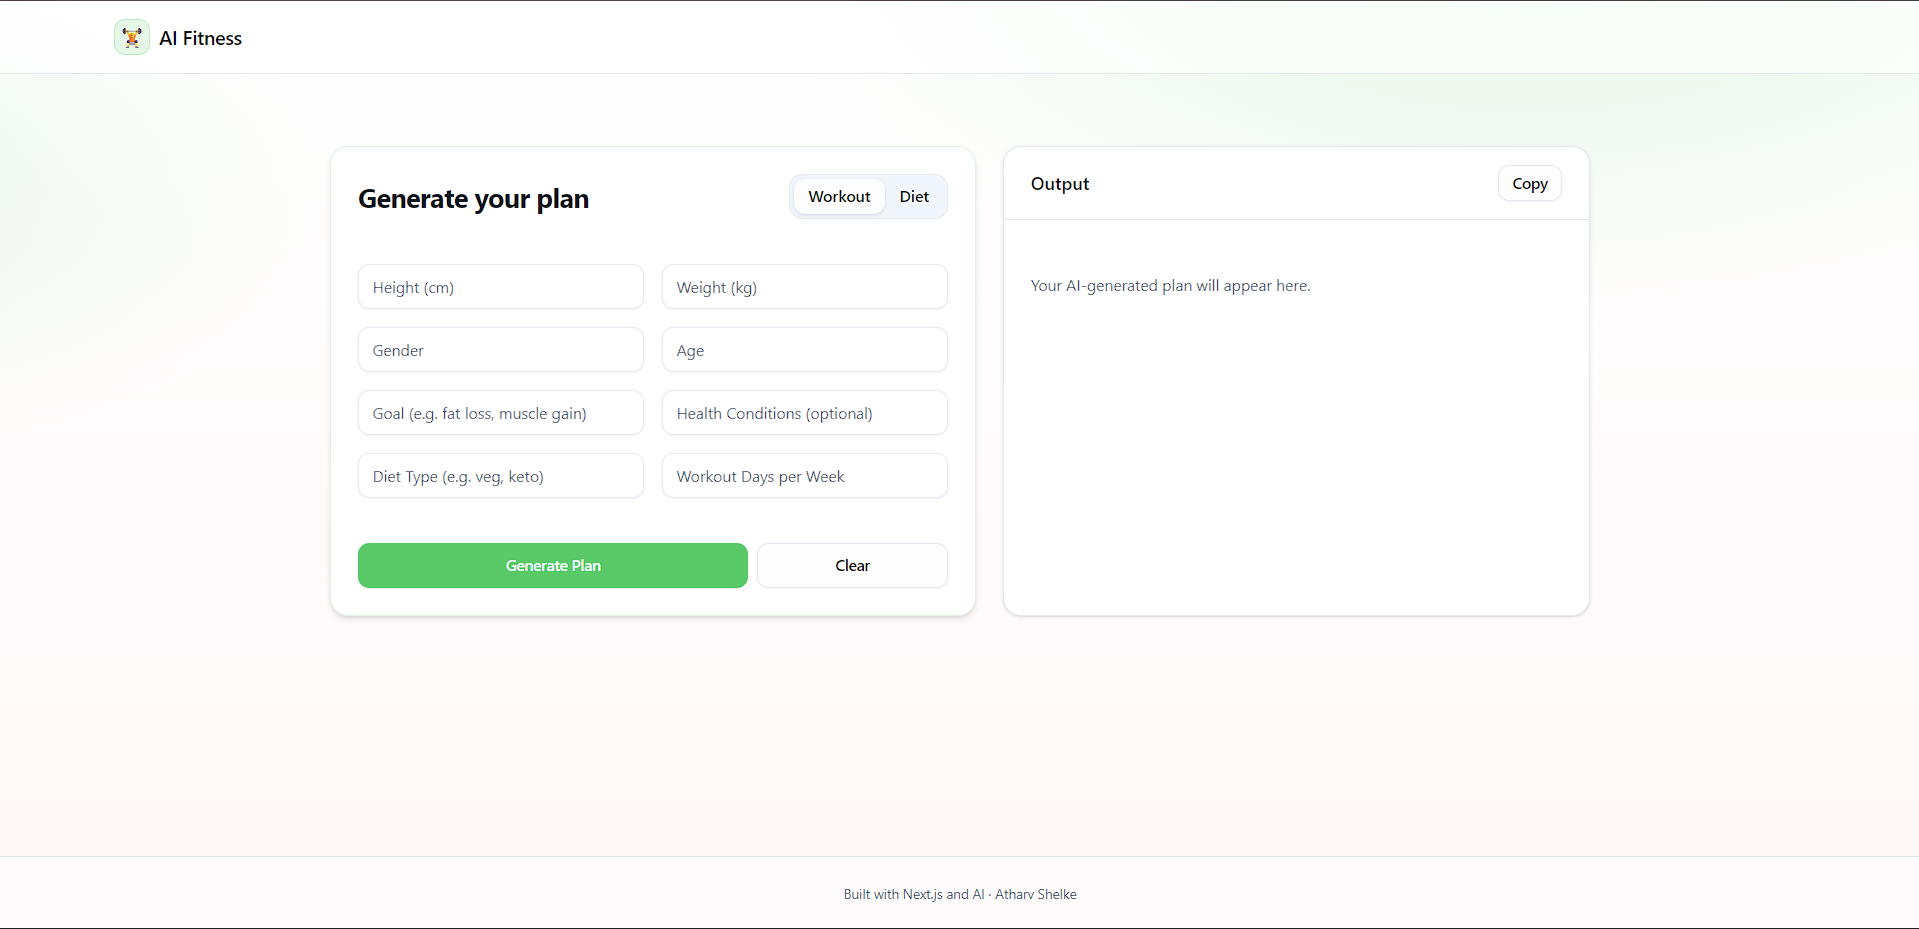 AI Fitness
Generate your plan
Workout
Diet
Height (cm)
Weight (kg)
Gender
Age
Goal (e.g. fat loss, muscle gain)
Health Conditions (optional)
Diet Type (e.g. veg, keto)
Workout Days per Week
Generate Plan
Clear
Output
Copy
Your AI-generated plan will appear here.
Built with Next.js and AI · Atharv Shelke